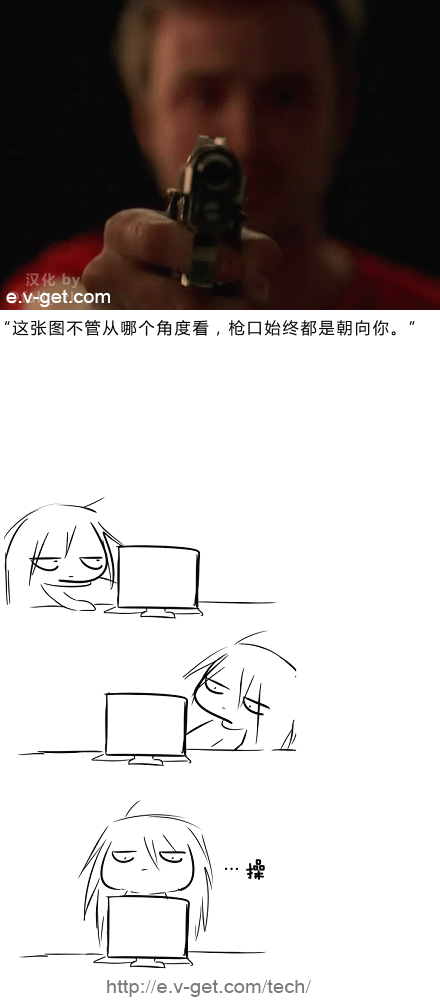 汉化 by
e.v-get.com
“这张图不管从哪个角度看，枪口始终都是朝向你。”
… 操
http://e.v-get.com/tech/